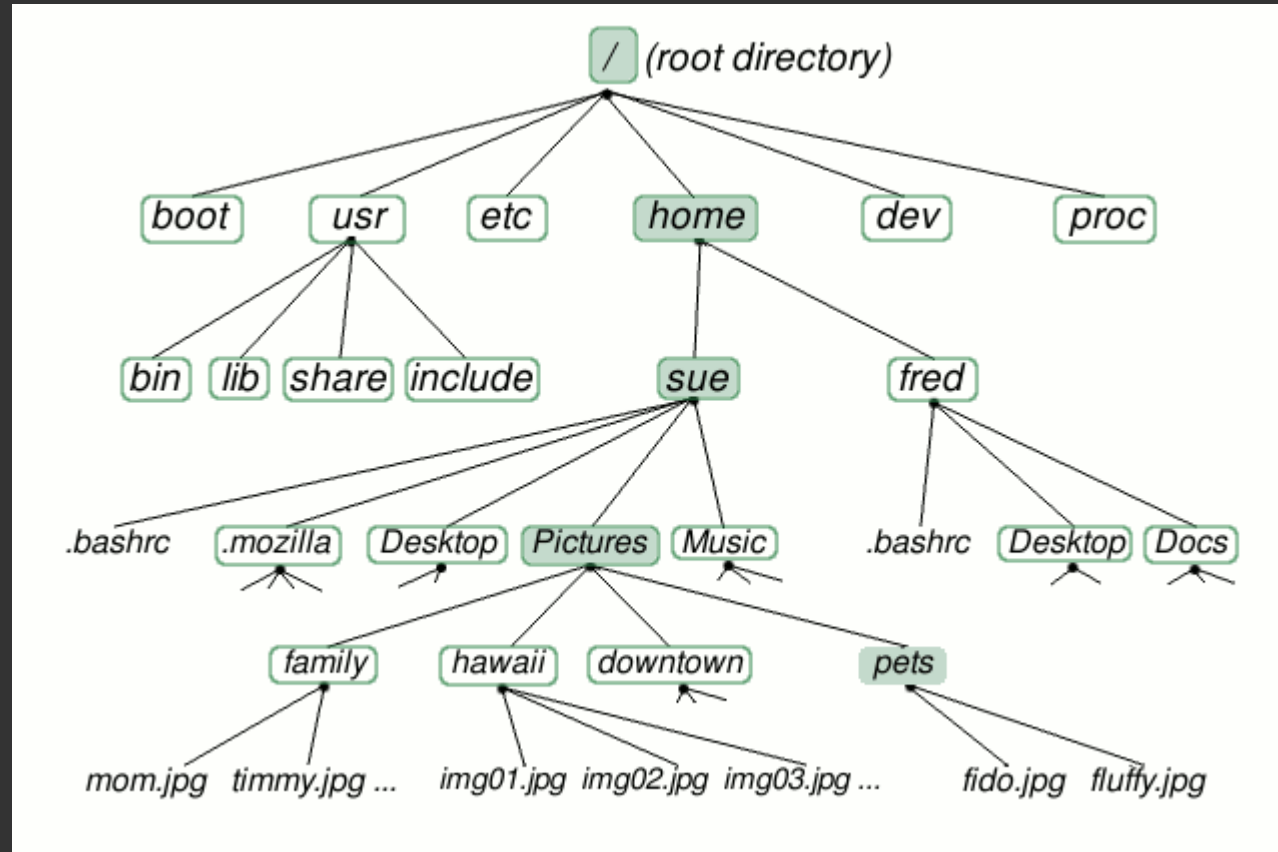 / (root directory)
boot usr etc home dev proc
bin lib share include sue fred
.bashrc .mozilla Desktop Pictures Music .bashrc Desktop Docs
family hawaii downtown pets
mom.jpg timmy.jpg ... img01.jpg img02.jpg img03.jpg ... fido.jpg fluffy.jpg